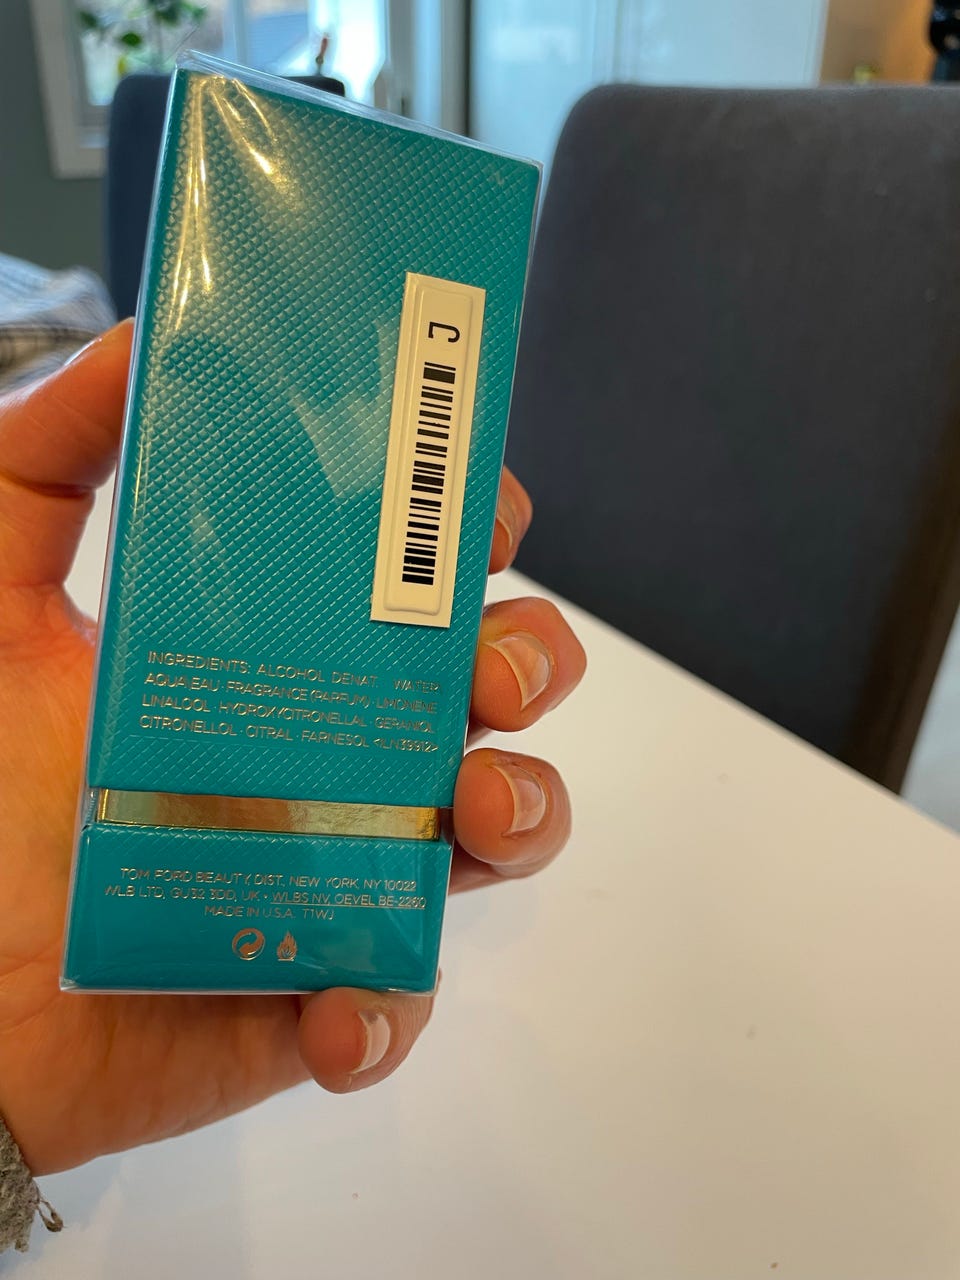 INGREDIENTS: ALCOHOL DENAT. · WATER\
AQUA\EAU · FRAGRANCE (PARFUM) · LIMONENE
LINALOOL · HYDROXYCITRONELLAL · GERANIOL
CITRONELLOL · CITRAL · FARNESOL <ILN39912>
TOM FORD BEAUTY, DIST. NEW YORK, NY 10022
WLB LTD, GU32 3DD, UK • WLBS NV, OEVEL BE-2260
MADE IN U.S.A. T1WJ